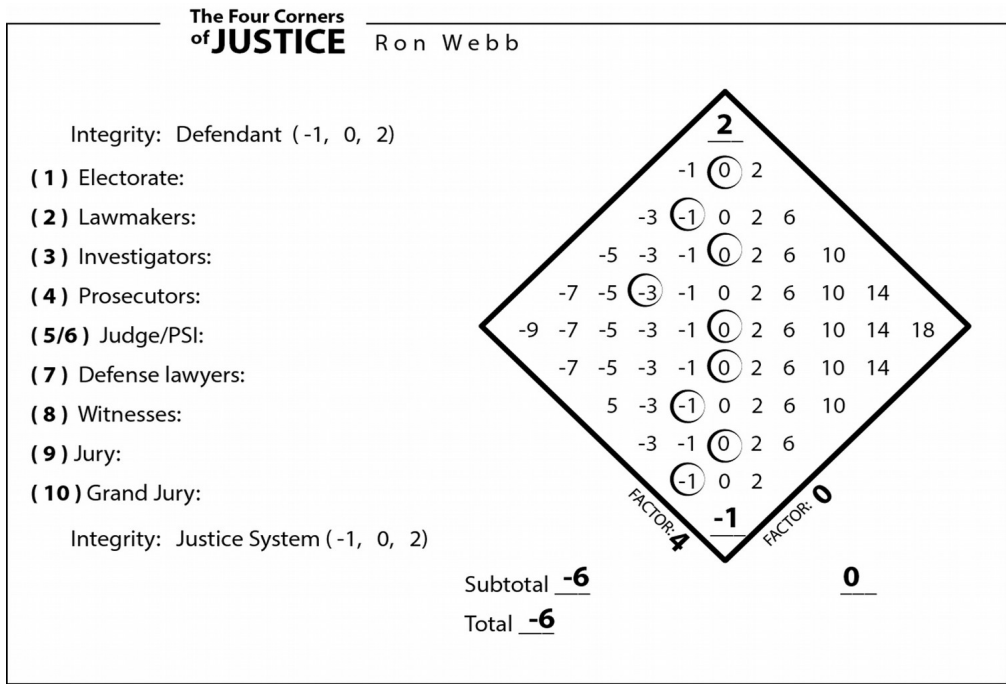 The Four Corners
of JUSTICE Ron Webb
2
Integrity: Defendant ( -1, 0, 2)
-1 0 2
( 1 ) Electorate:
( 2 ) Lawmakers: -3 -1 0 2 6
( 3 ) Investigators: -5 -3 -1 0 2 6 10
( 4 ) Prosecutors: -7 -5 -3 -1 0 2 6 10 14
( 5/6 ) Judge/PSI: -9 -7 -5 -3 -1 0 2 6 10 14 18
( 7 ) Defense lawyers: -7 -5 -3 -1 0 2 6 10 14
( 8 ) Witnesses: 5 -3 -1 0 2 6 10
( 9 ) Jury: -3 -1 0 2 6
( 10 ) Grand Jury: -1 0 2
FACTOR: 4
-1
FACTOR: 0
Integrity: Justice System ( -1, 0, 2)
Subtotal -6 0
Total -6